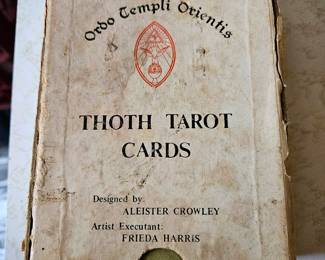 Ordo Templi Orientis
THOTH TAROT
CARDS
Designed by:
ALEISTER CROWLEY
Artist Executant:
FRIEDA HARRIS